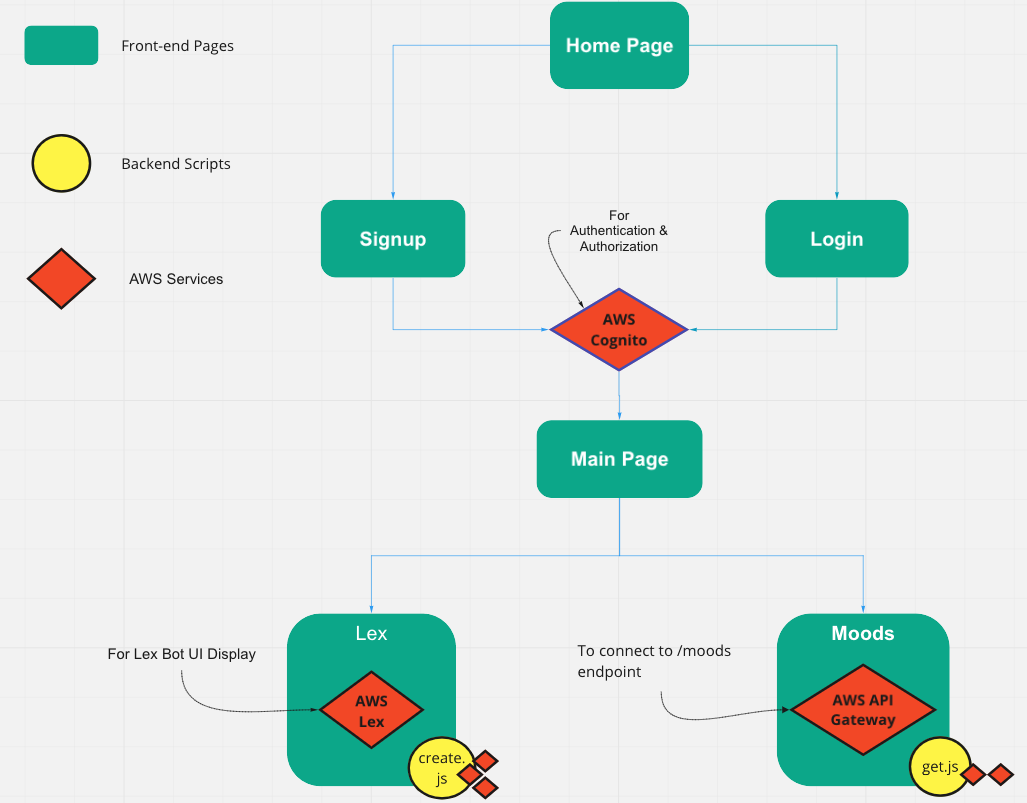 Home Page
Front-end Pages
Backend Scripts
AWS Services
Signup
For
Authentication &
Authorization
Login
AWS
Cognito
Main Page
Lex
For Lex Bot UI Display
AWS
Lex
create.
js
Moods
To connect to /moods
endpoint
AWS API
Gateway
get.js